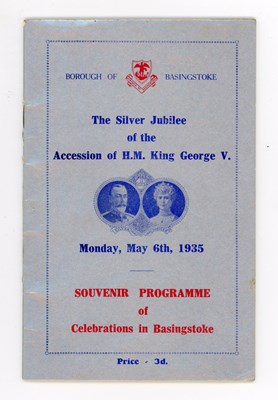 BOROUGH OF BASINGSTOKE
The Silver Jubilee
of the
Accession of H.M. King George V.
Monday, May 6th, 1935
SOUVENIR PROGRAMME
of
Celebrations in Basingstoke
Price - 3d.